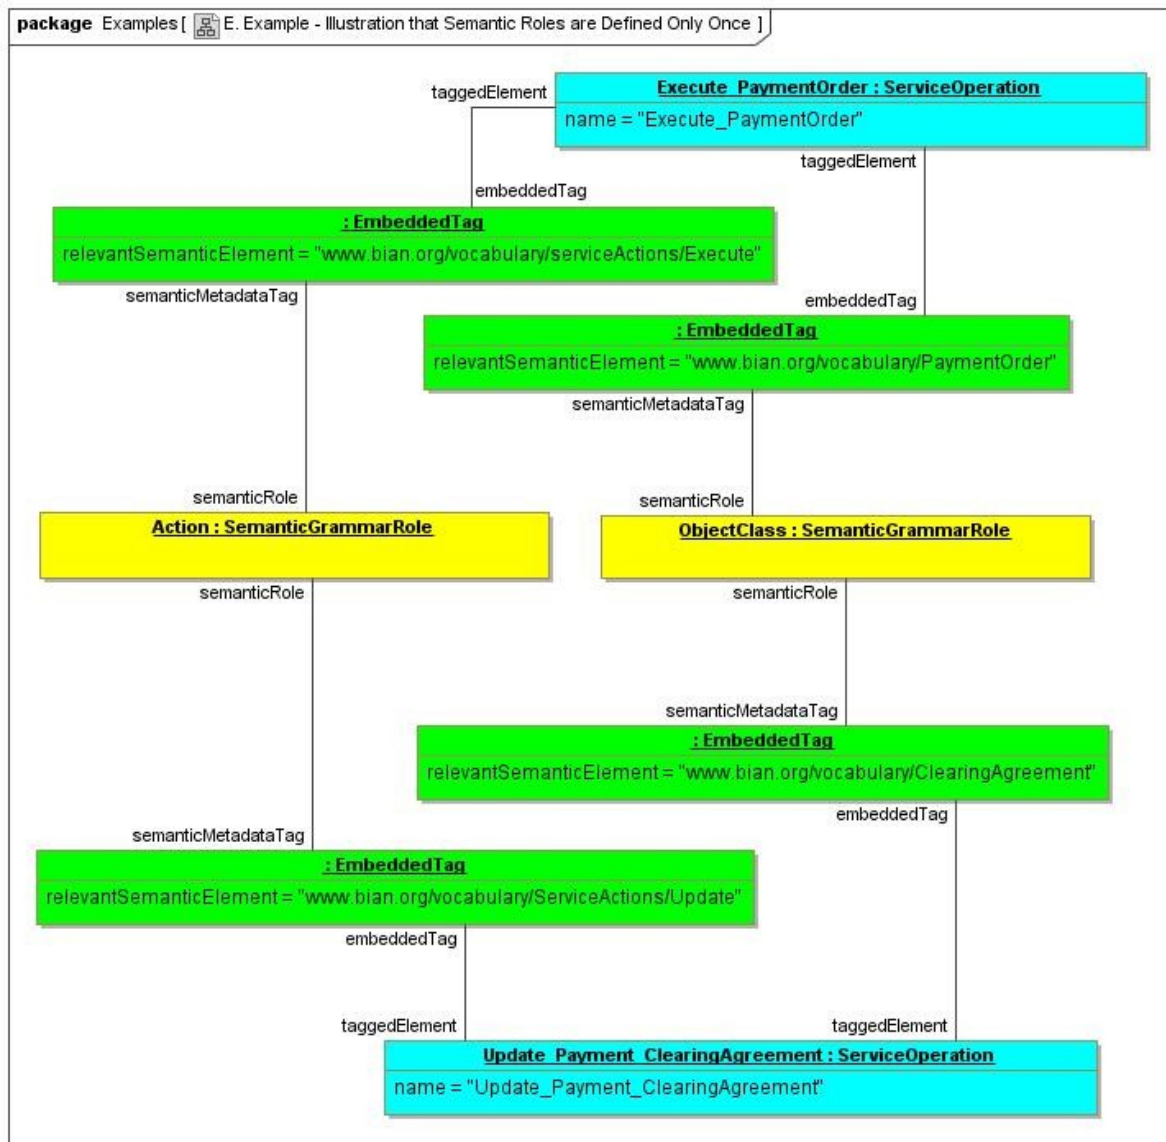 package Examples [ E. Example - Illustration that Semantic Roles are Defined Only Once ]
taggedElement
Execute_PaymentOrder : ServiceOperation
name = "Execute_PaymentOrder"
taggedElement
embeddedTag
: EmbeddedTag
relevantSemanticElement = "www.bian.org/vocabulary/serviceActions/Execute"
semanticMetadataTag
embeddedTag
: EmbeddedTag
relevantSemanticElement = "www.bian.org/vocabulary/PaymentOrder"
semanticMetadataTag
semanticRole
semanticRole
Action : SemanticGrammarRole
ObjectClass : SemanticGrammarRole
semanticRole
semanticRole
semanticMetadataTag
: EmbeddedTag
relevantSemanticElement = "www.bian.org/vocabulary/ClearingAgreement"
embeddedTag
semanticMetadataTag
: EmbeddedTag
relevantSemanticElement = "www.bian.org/vocabulary/ServiceActions/Update"
embeddedTag
taggedElement
taggedElement
Update_Payment_ClearingAgreement : ServiceOperation
name = "Update_Payment_ClearingAgreement"